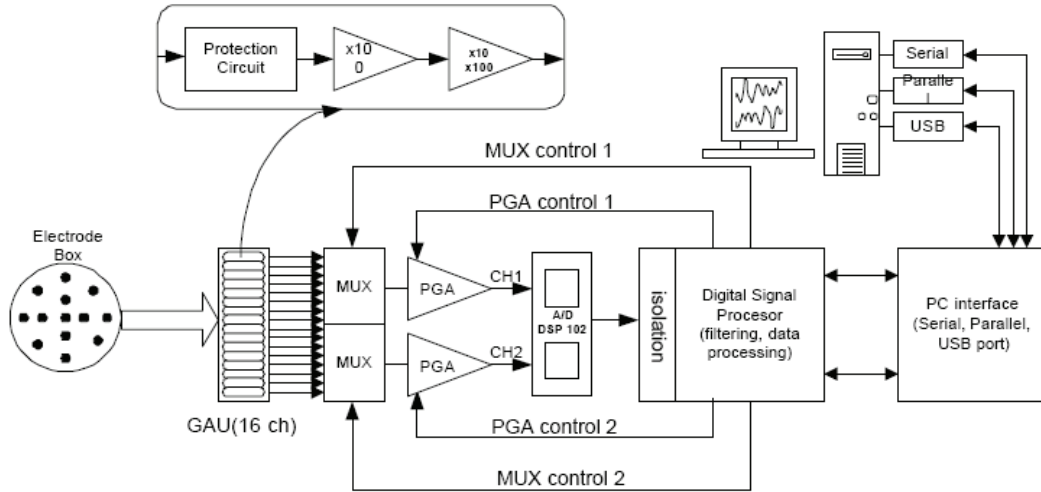 Protection
Circuit
x10
0
x10
x100
Serial
Paralle
l
USB
MUX control 1
PGA control 1
Electrode
Box
MUX
PGA
CH1
A/D
DSP 102
isolation
Digital Signal
Procesor
(filtering, data
processing)
PC interface
(Serial, Parallel,
USB port)
MUX
PGA
CH2
GAU(16 ch)
PGA control 2
MUX control 2